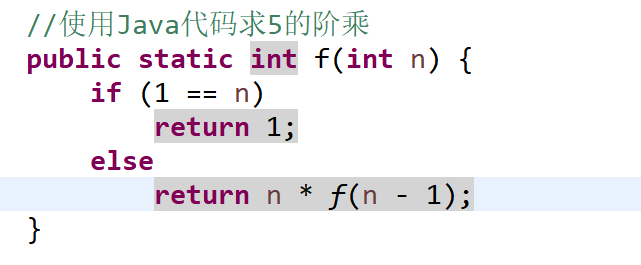 //使用Java代码求5的阶乘
public static int f(int n) {
    if (1 == n)
        return 1;
    else
        return n * f(n - 1);
}